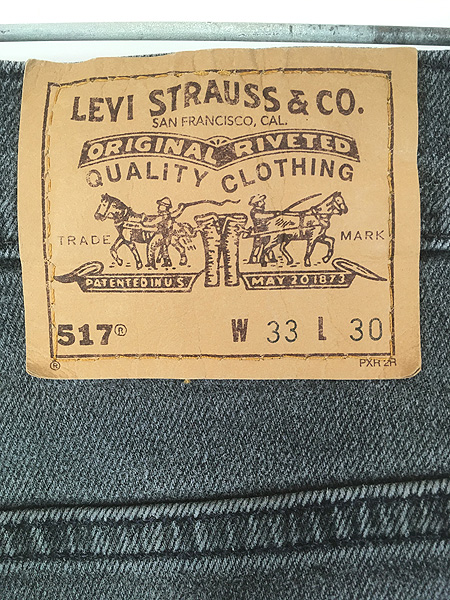 LEVI STRAUSS & CO.
SAN FRANCISCO, CAL.
ORIGINAL RIVETED
QUALITY CLOTHING
TRADE MARK
PATENTED IN U.S. MAY 20 1873
517® W 33 L 30
® PXH 2H